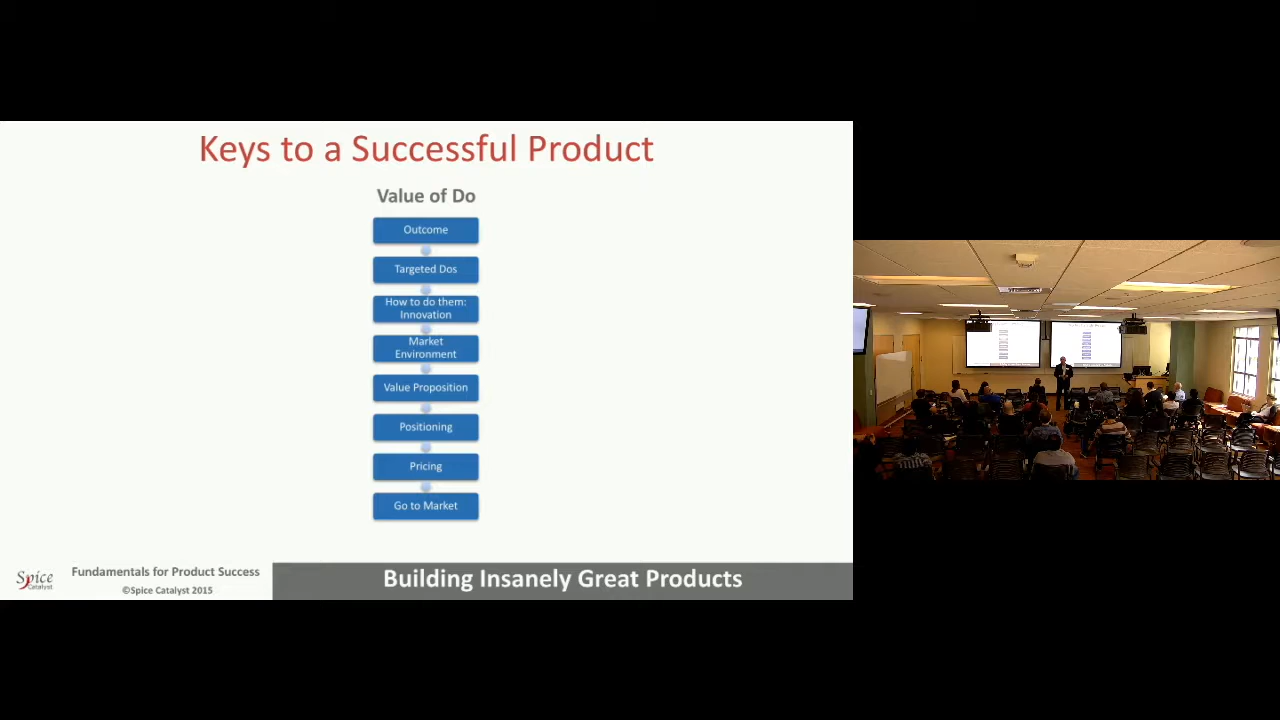 Keys to a Successful Product
Value of Do
Outcome
Targeted Dos
How to do them:
Innovation
Market
Environment
Value Proposition
Positioning
Pricing
Go to Market
Spice
Catalyst
Fundamentals for Product Success
©Spice Catalyst 2015
Building Insanely Great Products